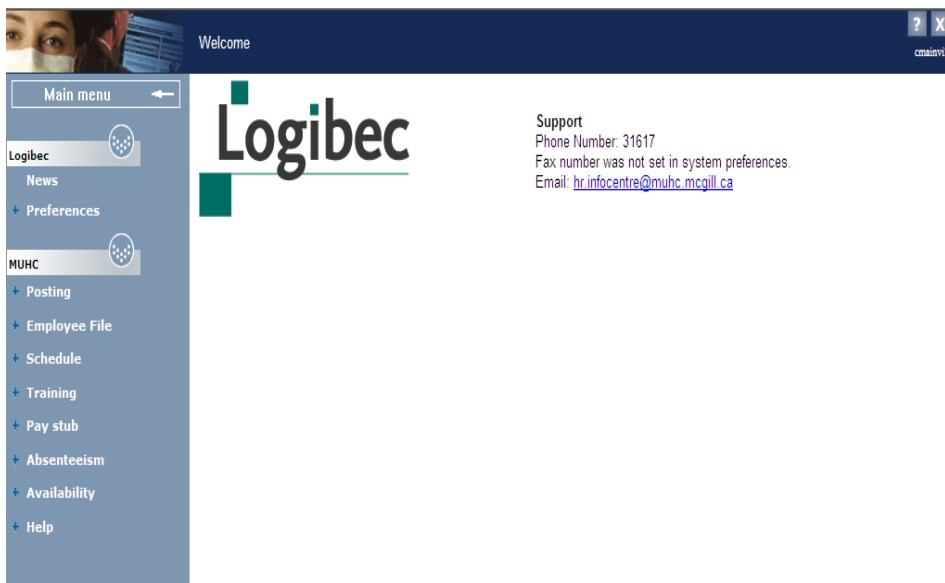 Welcome
? X
Main menu
Logibec
News
+ Preferences
MUHC
+ Posting
+ Employee File
+ Schedule
+ Training
+ Pay stub
+ Absenteeism
+ Availability
+ Help
Logibec
Support
Phone Number: 31617
Fax number was not set in system preferences.
Email: hr.infocentre@muhc.mcgill.ca